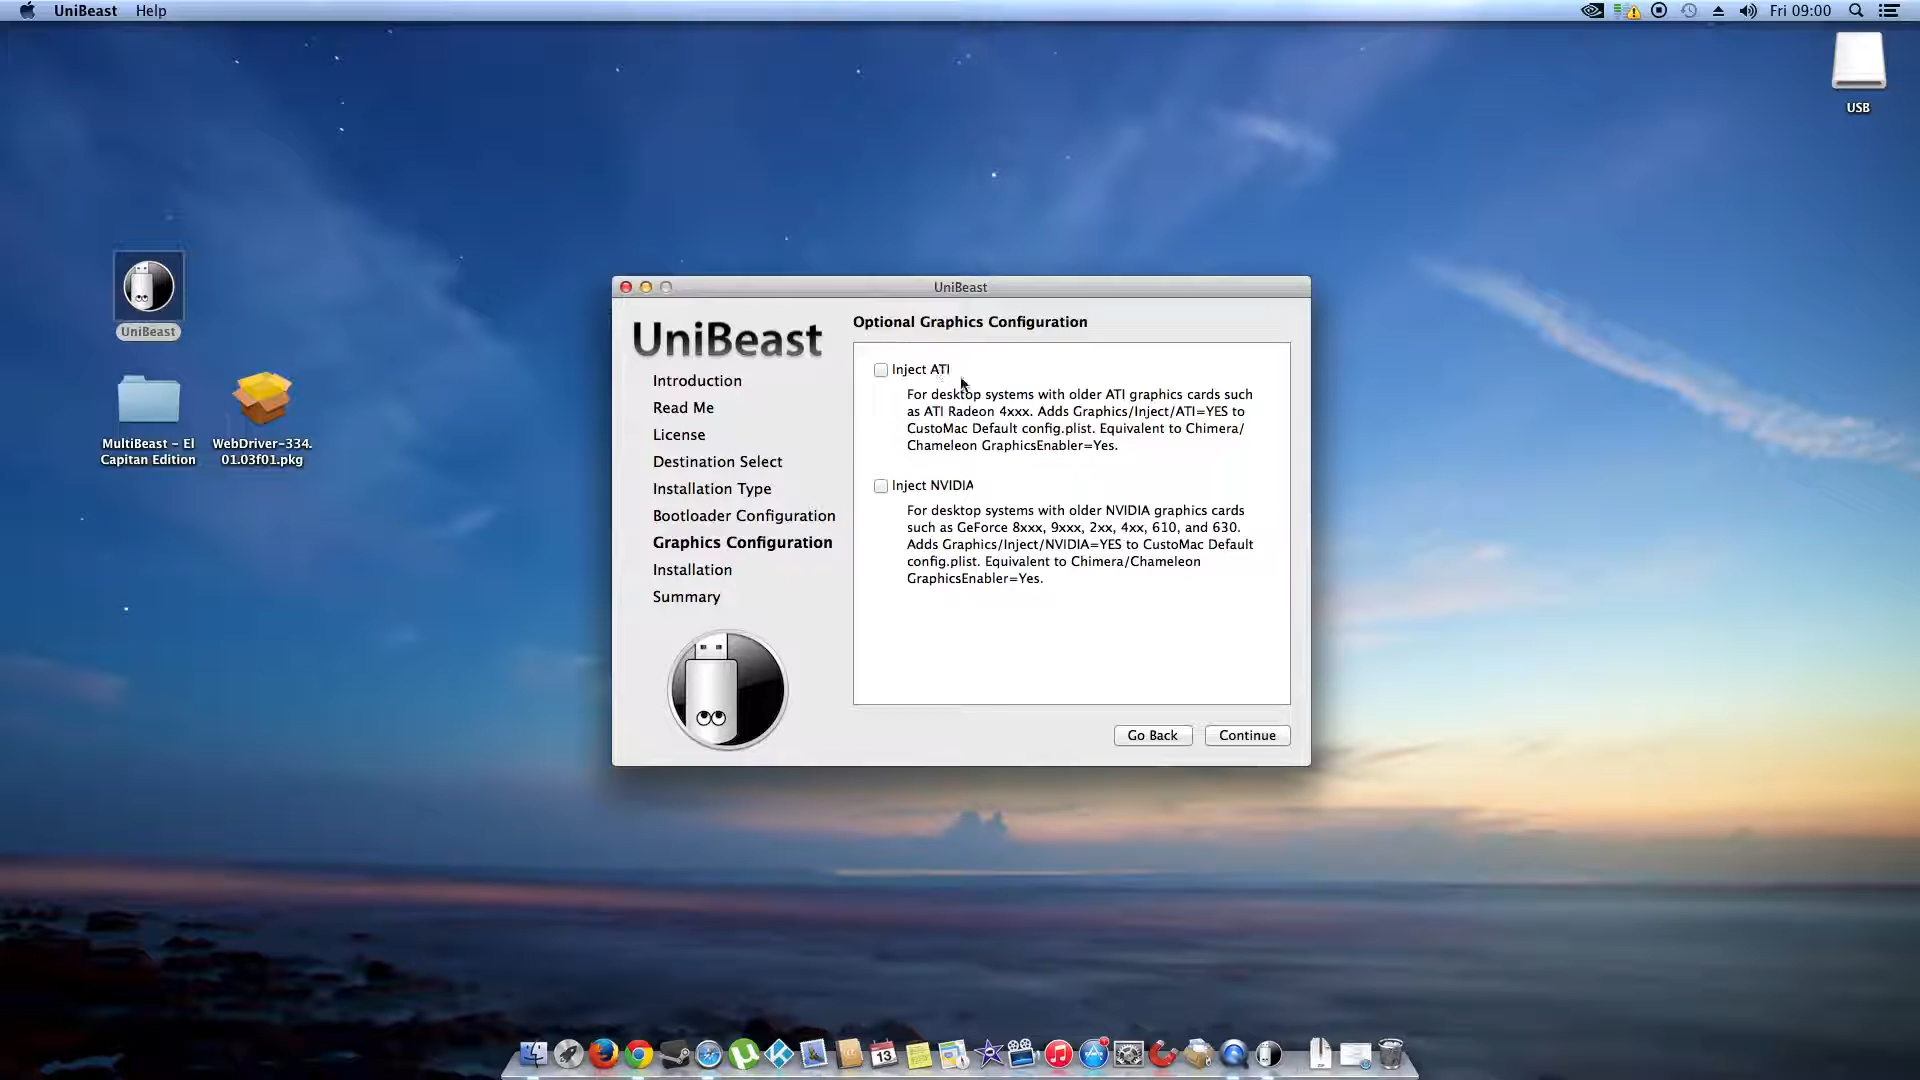 UniBeast Help
Fri 09:00
USB
UniBeast
MultiBeast - El
Capitan Edition
WebDriver-334.
01.03f01.pkg
UniBeast
UniBeast
Introduction
Read Me
License
Destination Select
Installation Type
Bootloader Configuration
Graphics Configuration
Installation
Summary
Optional Graphics Configuration
Inject ATI
For desktop systems with older ATI graphics cards such
as ATI Radeon 4xxx. Adds Graphics/Inject/ATI=YES to
CustoMac Default config.plist. Equivalent to Chimera/
Chameleon GraphicsEnabler=Yes.
Inject NVIDIA
For desktop systems with older NVIDIA graphics cards
such as GeForce 8xxx, 9xxx, 2xx, 4xx, 610, and 630.
Adds Graphics/Inject/NVIDIA=YES to CustoMac Default
config.plist. Equivalent to Chimera/Chameleon
GraphicsEnabler=Yes.
Go Back Continue
13